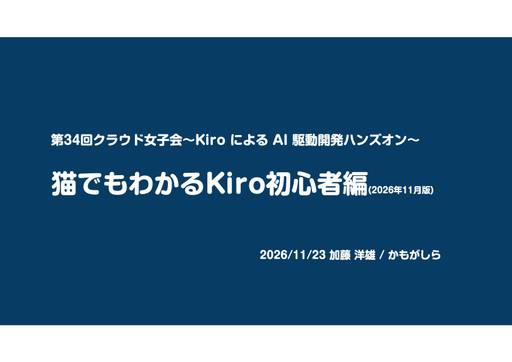 第34回クラウド女子会～Kiro による AI 駆動開発ハンズオン～
猫でもわかるKiro初心者編(2026年11月版)
2026/11/23 加藤 洋雄 / かもがしら